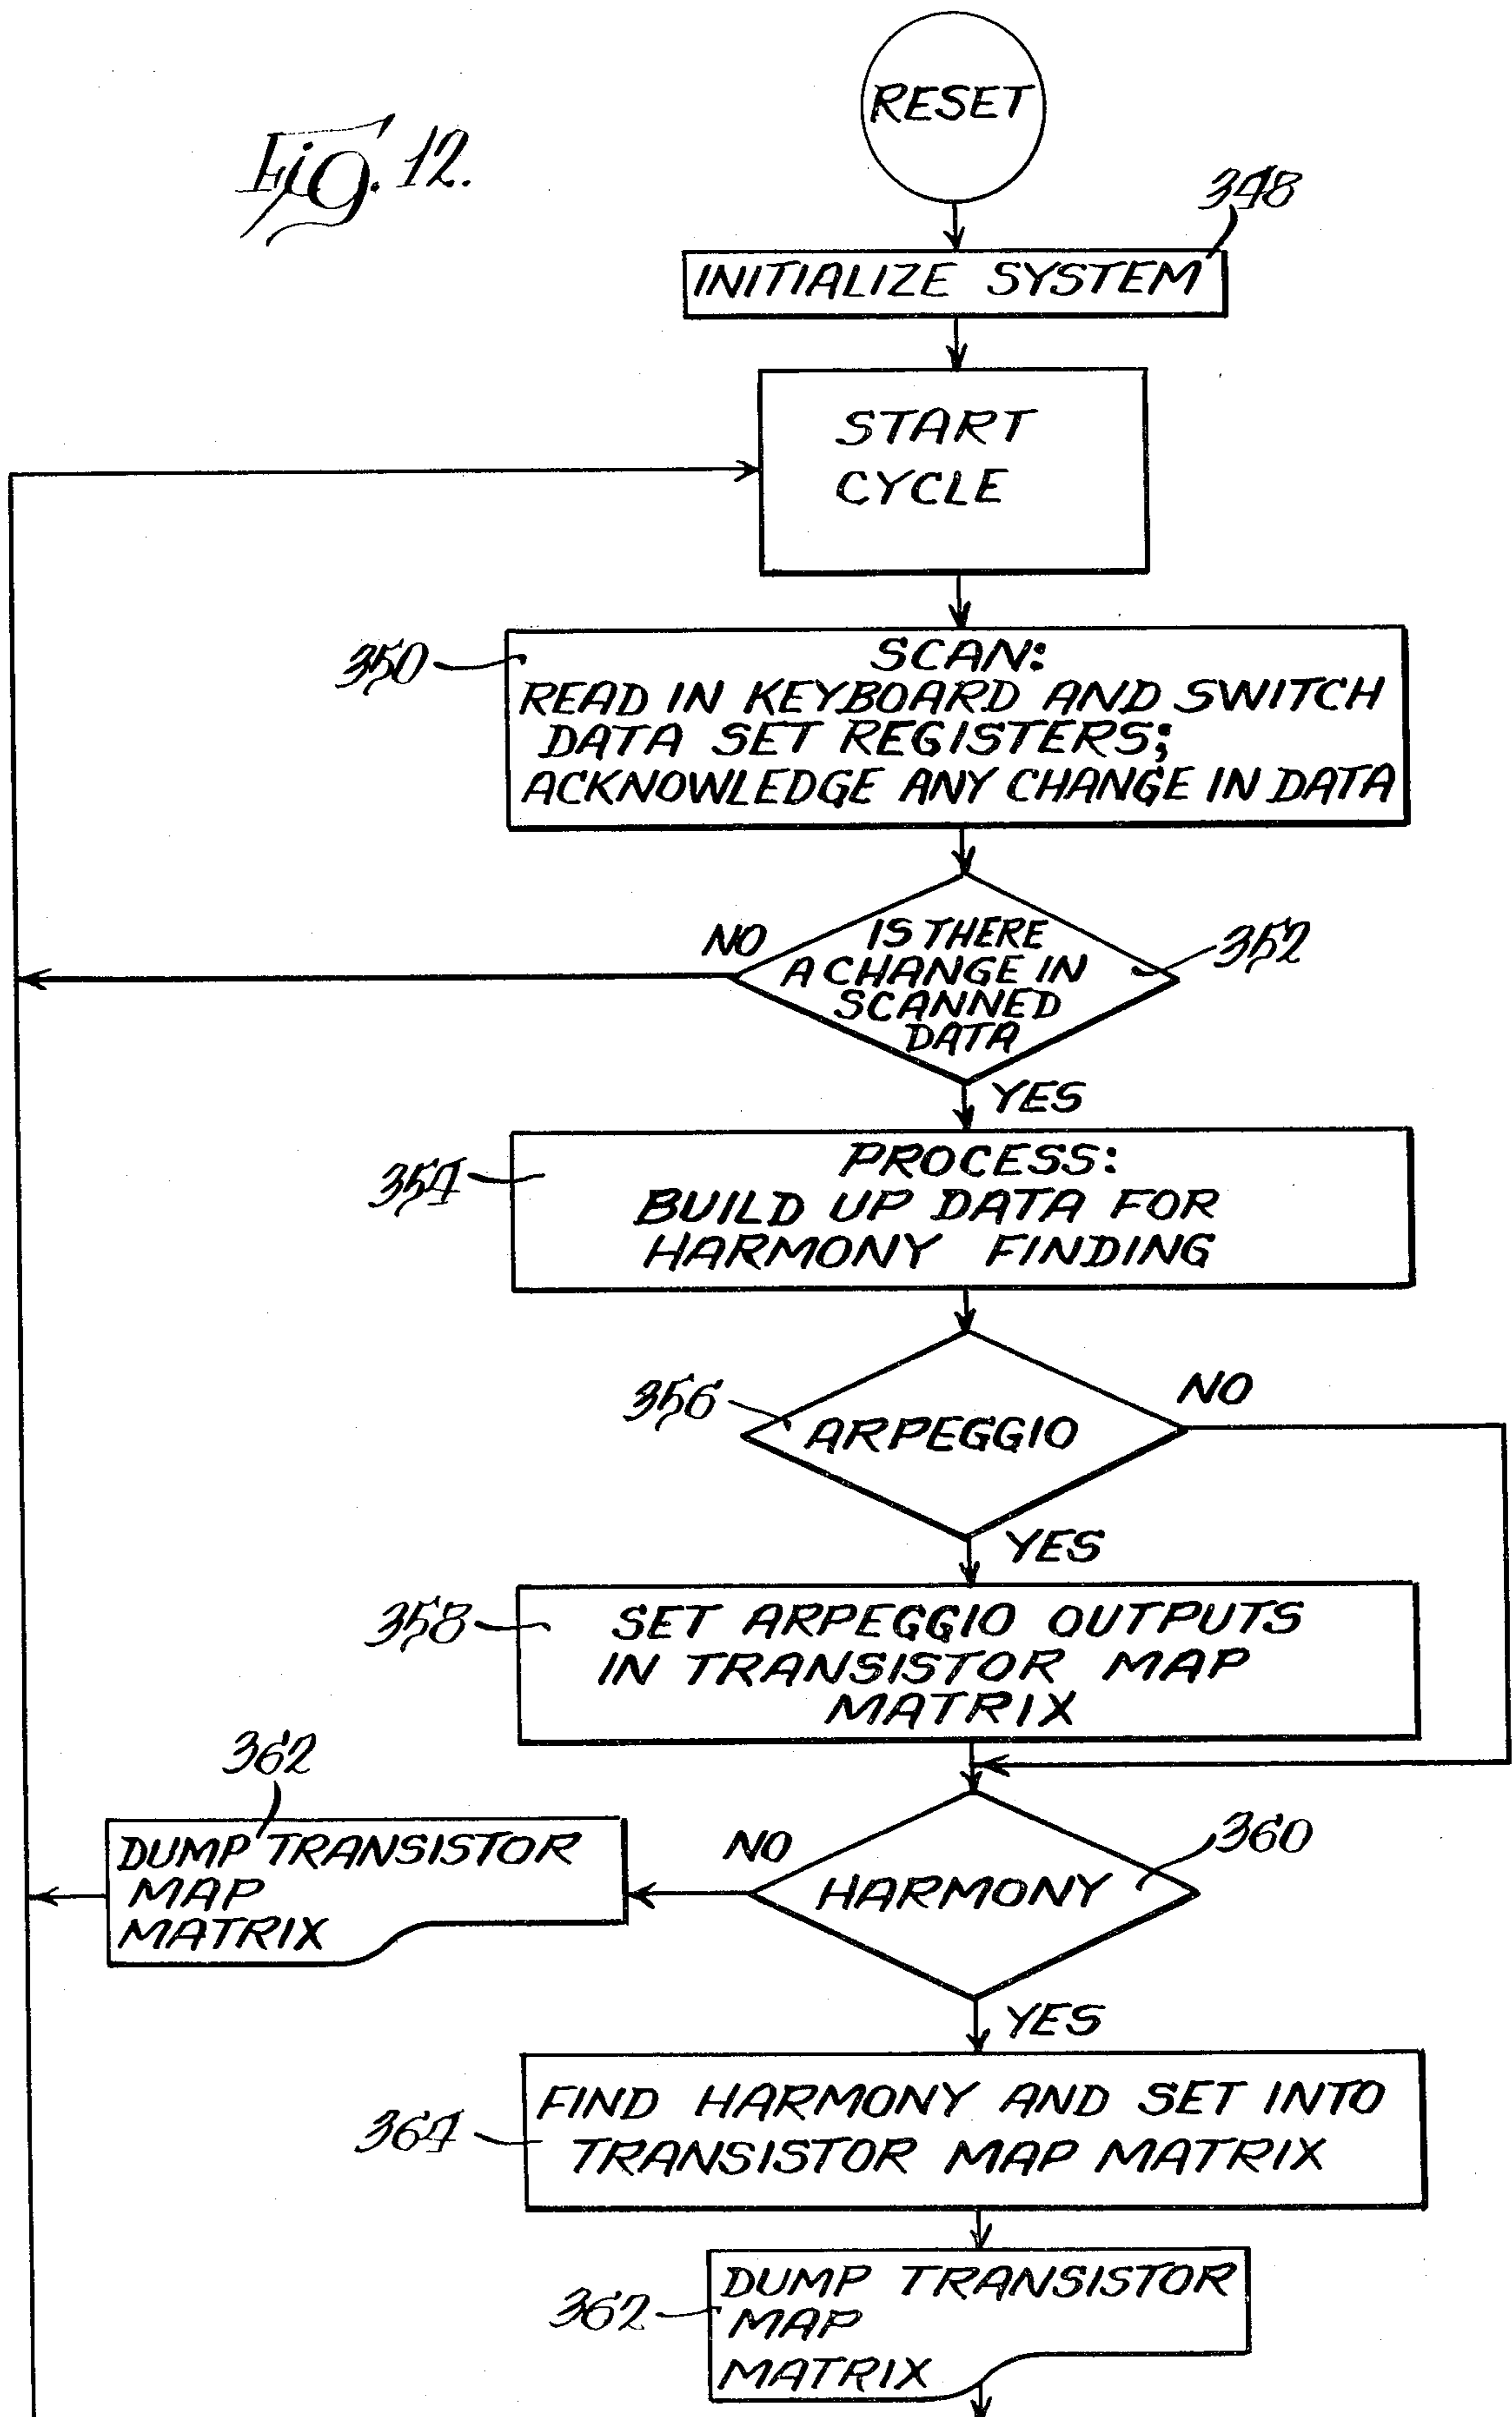 Fig. 12.
RESET
348
INITIALIZE SYSTEM
START
CYCLE
350
SCAN:
READ IN KEYBOARD AND SWITCH
DATA SET REGISTERS;
ACKNOWLEDGE ANY CHANGE IN DATA
NO
IS THERE
A CHANGE IN
SCANNED
DATA
352
YES
354
PROCESS:
BUILD UP DATA FOR
HARMONY FINDING
356
ARPEGGIO
NO
YES
358
SET ARPEGGIO OUTPUTS
IN TRANSISTOR MAP
MATRIX
362
DUMP TRANSISTOR
MAP
MATRIX
NO
HARMONY
360
YES
364
FIND HARMONY AND SET INTO
TRANSISTOR MAP MATRIX
362
DUMP TRANSISTOR
MAP
MATRIX